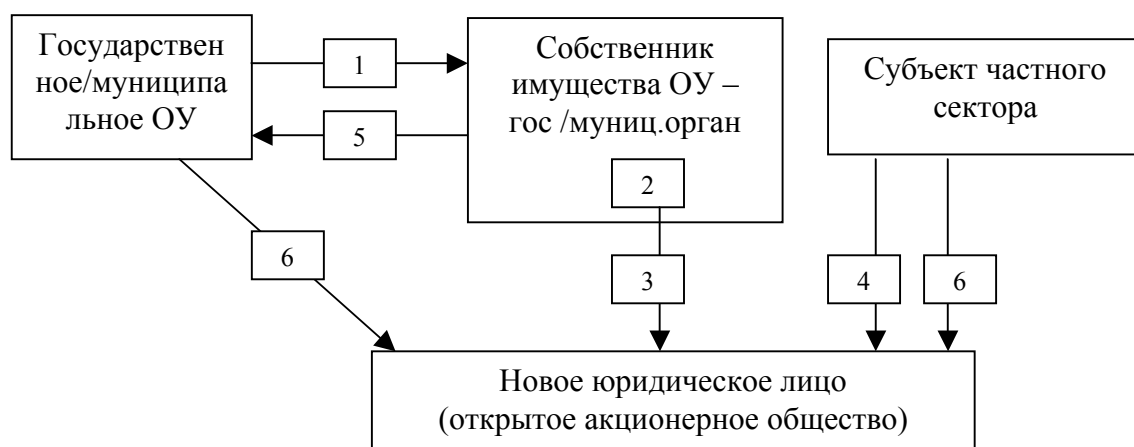 Государствен
ное/муниципа
льное ОУ
1
5
Собственник
имущества ОУ –
гос /муниц.орган
2
Субъект частного
сектора
6
3
4
6
Новое юридическое лицо
(открытое акционерное общество)